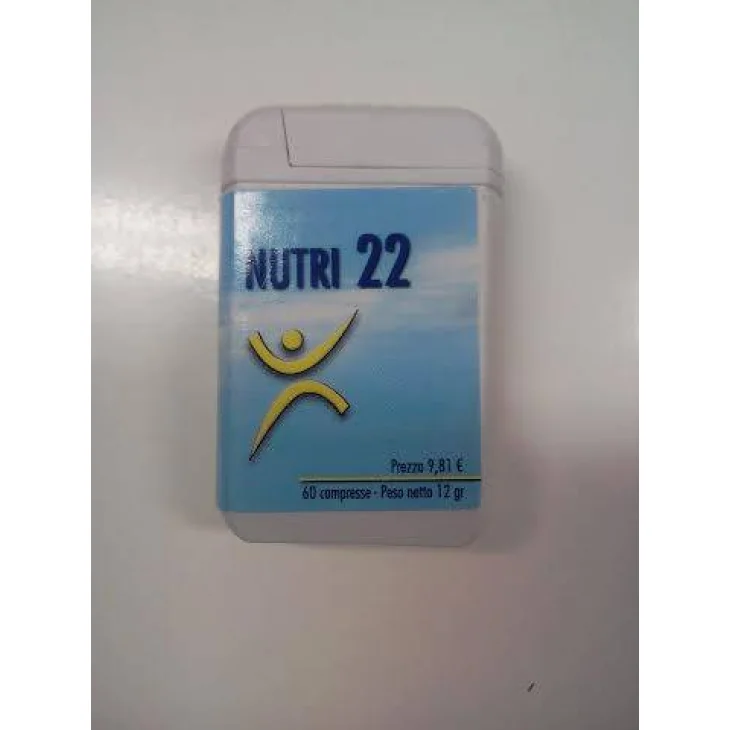 NUTRI 22
Prezzo 9,81 €
60 compresse - Peso netto 12 gr